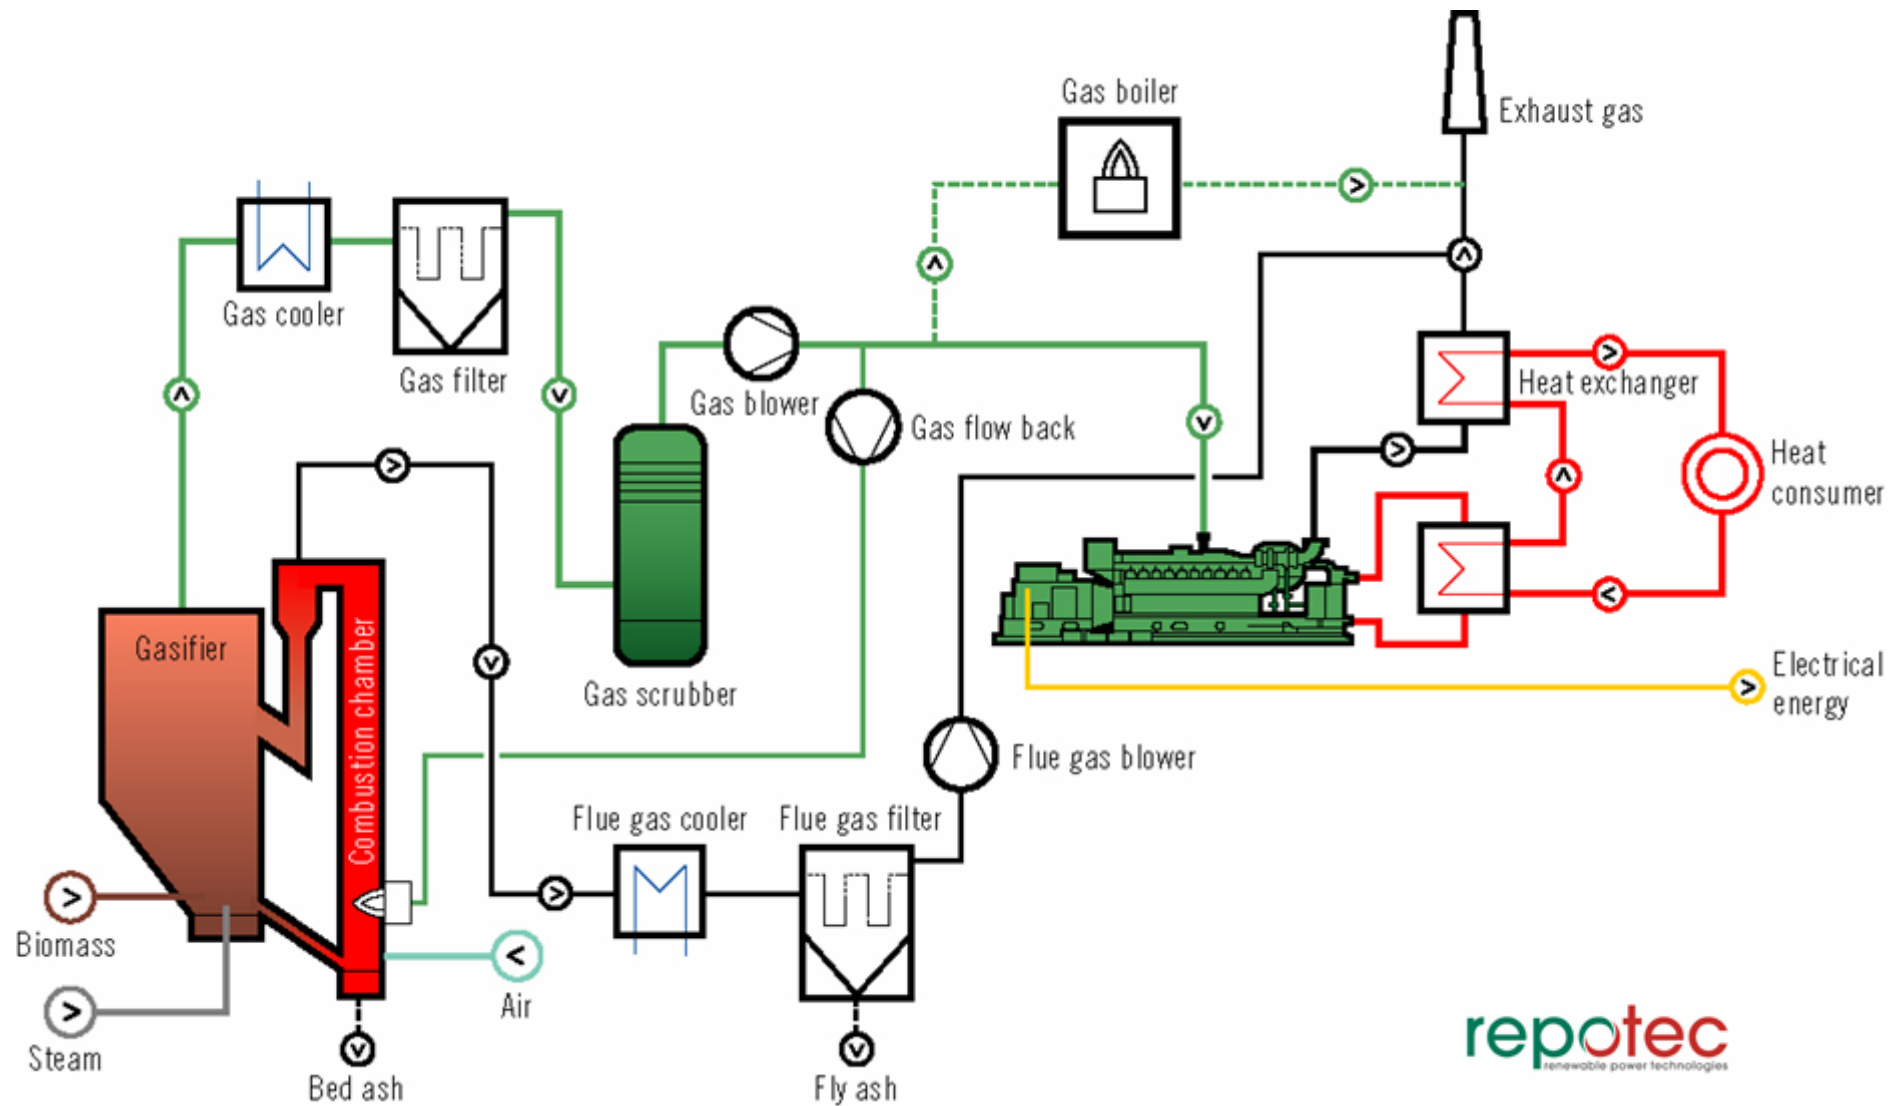 Gas boiler
Exhaust gas
Gas cooler
Gas filter
Gas blower
Heat exchanger
Gas flow back
Heat
consumer
Gasifier
Combustion chamber
Gas scrubber
Electrical
energy
Flue gas blower
Flue gas cooler
Flue gas filter
Biomass
Air
Steam
Bed ash
Fly ash
repotec
renewable power technologies